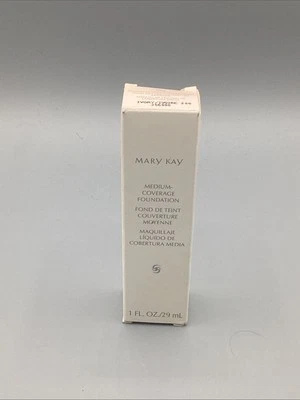 MARY KAY
MEDIUM-
COVERAGE
FOUNDATION
FOND DE TEINT
COUVERTURE
MOYENNE
MAQUILLAJE
LÍQUIDO DE
COBERTURA MEDIA
1 FL. OZ./29 mL